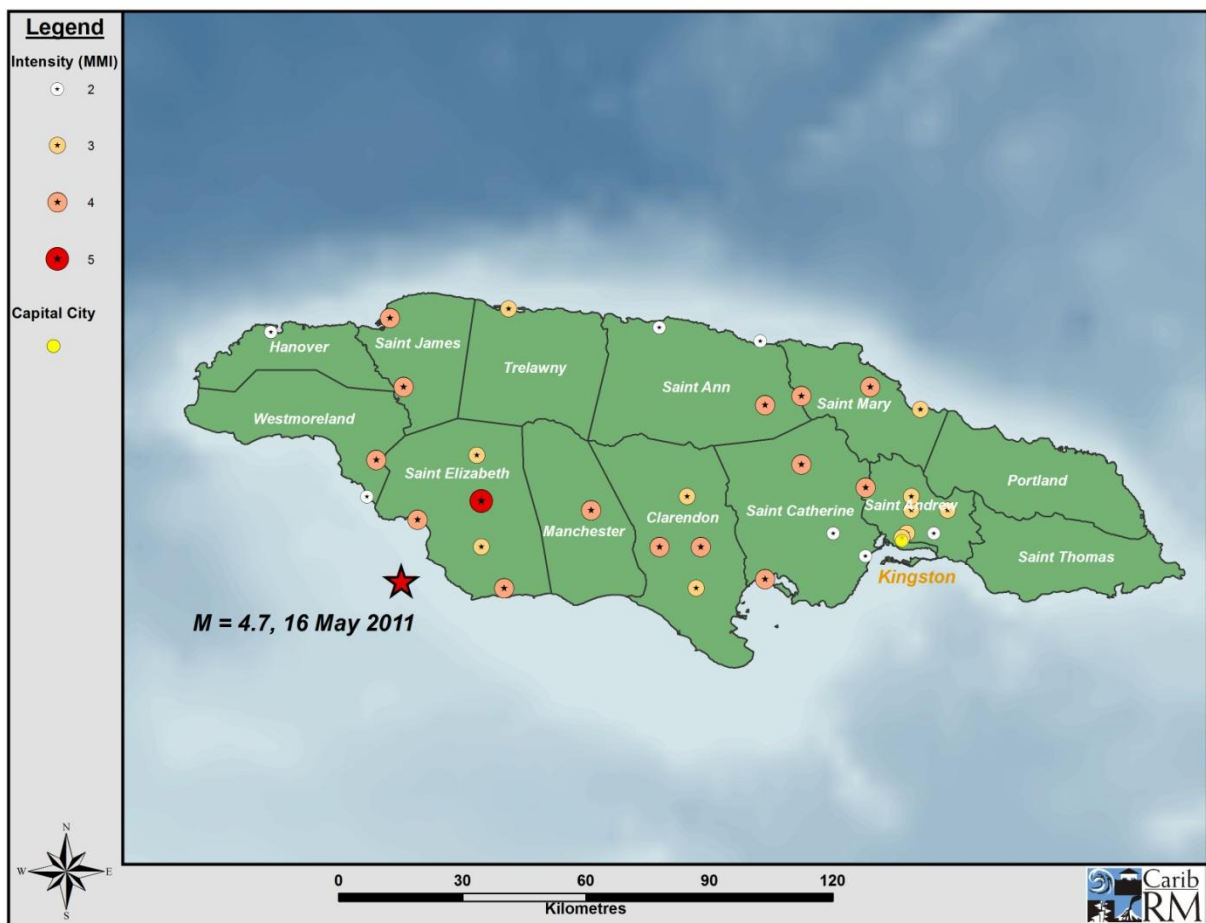 Legend
Intensity (MMI)
2
3
4
5
Capital City
Hanover
Saint James
Trelawny
Saint Ann
Saint Mary
Westmoreland
Saint Elizabeth
Manchester
Clarendon
Saint Catherine
Saint Andrew
Portland
Saint Thomas
Kingston
M = 4.7, 16 May 2011
N
W
E
S
0 30 60 90 120
Kilometres
Carib
RM